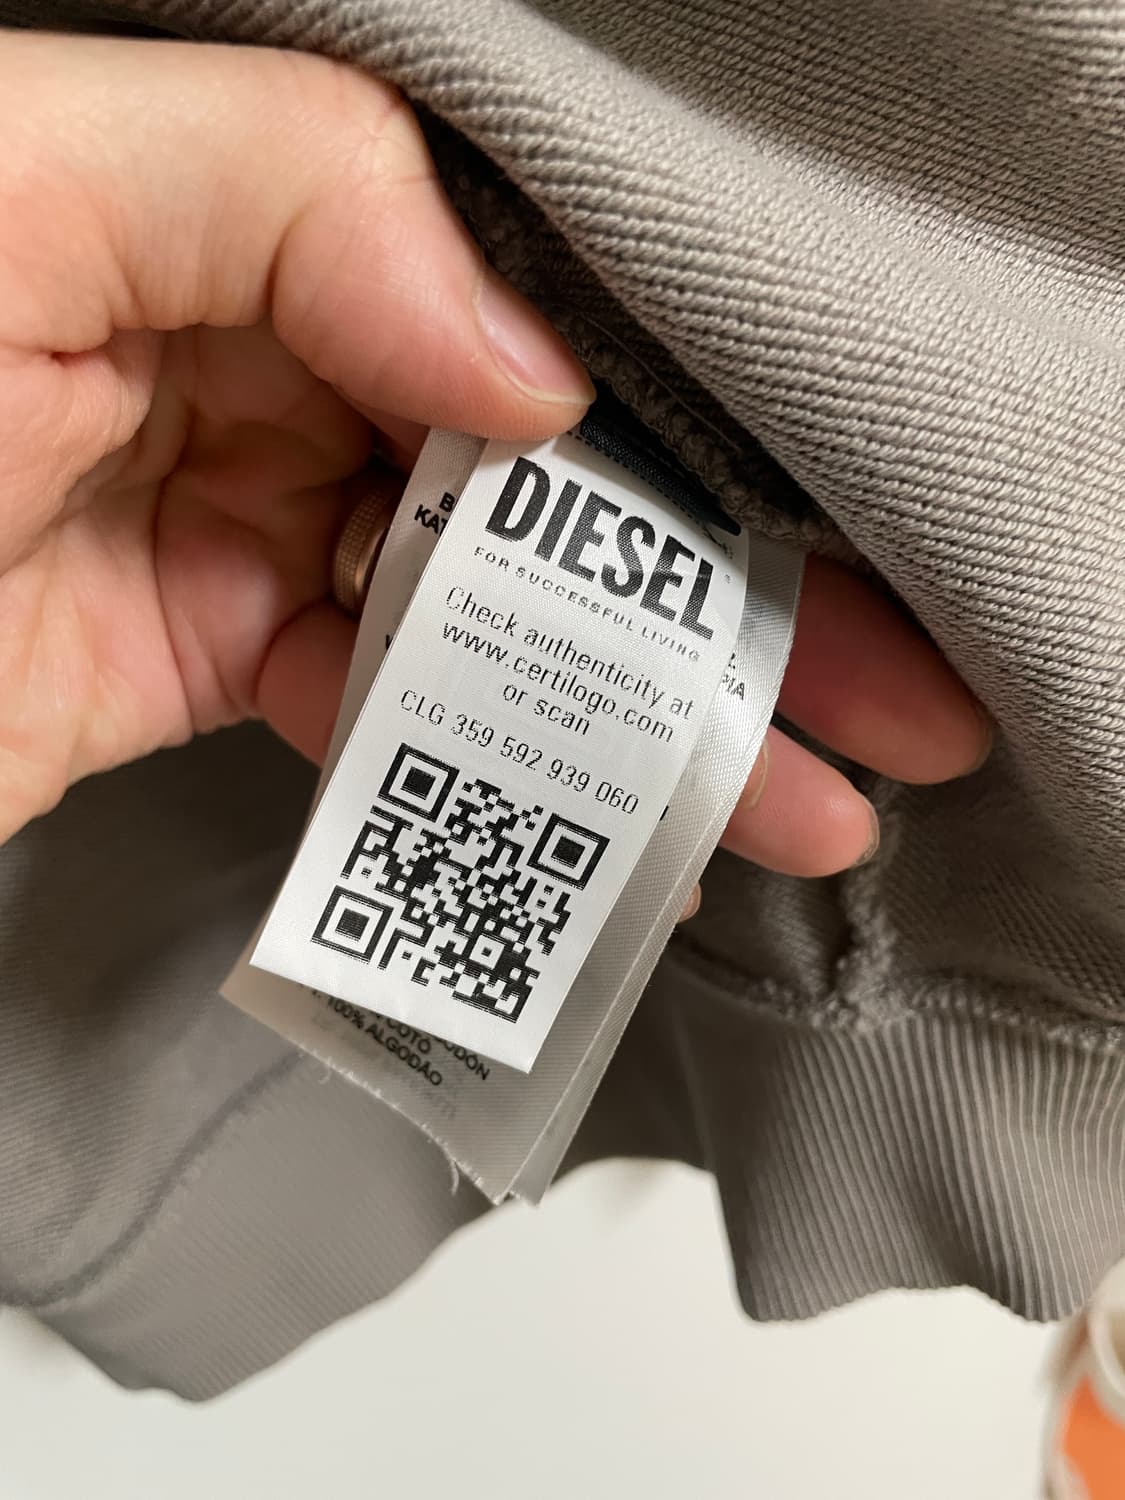 DIESEL
FOR SUCCESSFUL LIVING
Check authenticity at
www.certilogo.com
or scan
CLG 359 592 939 060
COTÓ
100% ALGODÃO